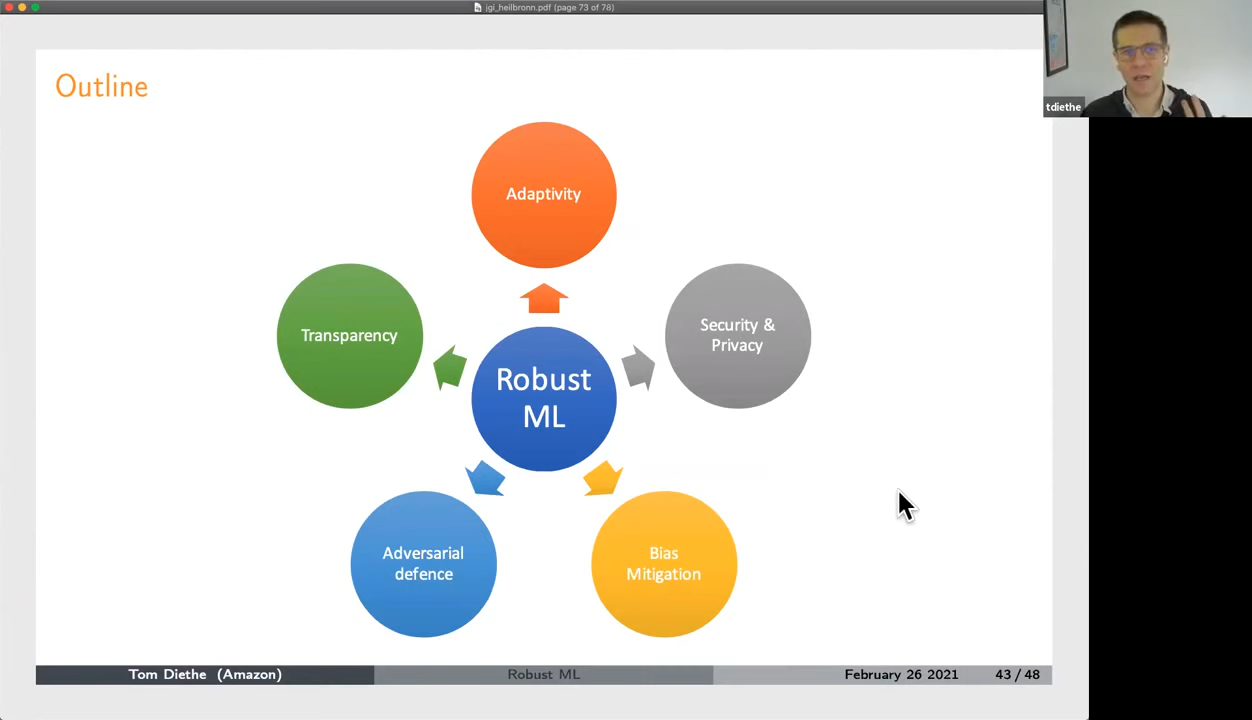 jgi_heilbronn.pdf (page 73 of 78)
tdiethe
Outline
Adaptivity
Transparency
Security &
Privacy
Robust
ML
Adversarial
defence
Bias
Mitigation
Tom Diethe (Amazon)
Robust ML
February 26 2021
43 / 48